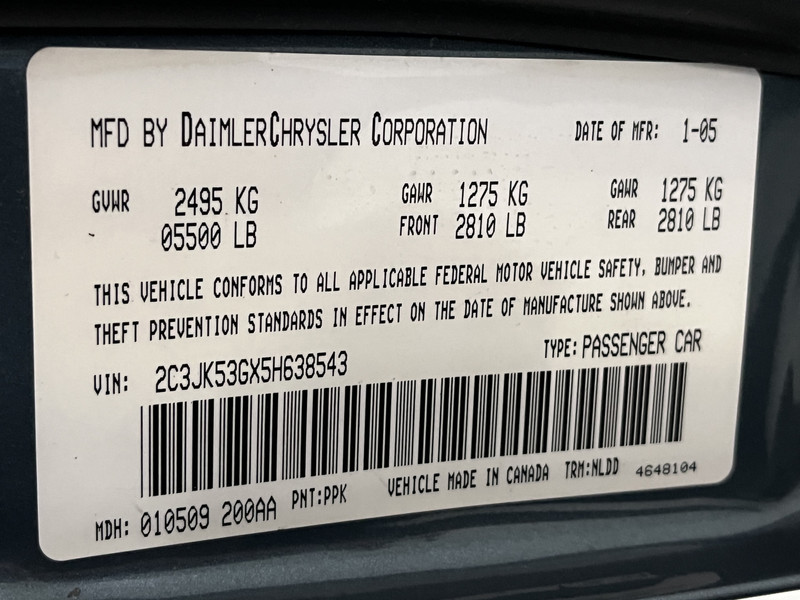 MFD BY DAIMLERCHRYSLER CORPORATION DATE OF MFR: 1-05
GVWR 2495 KG GAWR 1275 KG GAWR 1275 KG
05500 LB FRONT 2810 LB REAR 2810 LB
THIS VEHICLE CONFORMS TO ALL APPLICABLE FEDERAL MOTOR VEHICLE SAFETY, BUMPER AND
THEFT PREVENTION STANDARDS IN EFFECT ON THE DATE OF MANUFACTURE SHOWN ABOVE.
VIN: 2C3JK53GX5H638543 TYPE: PASSENGER CAR
MDH: 010509 200AA PNT:PPK VEHICLE MADE IN CANADA TRM:NLDD 4648104